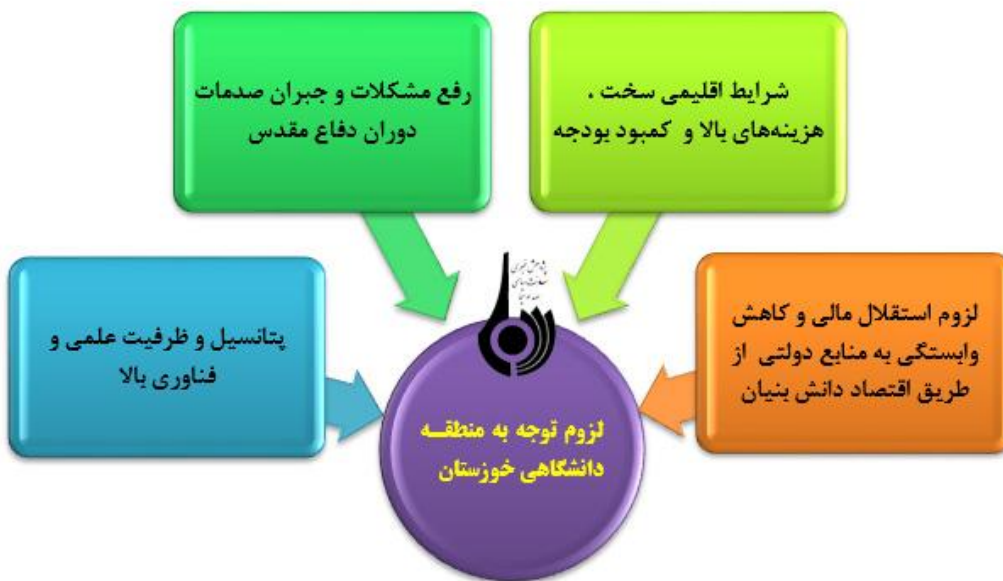 شرایط اقلیمی سخت ،
هزینه‌های بالا و کمبود بودجه
رفع مشکلات و جبران صدمات
دوران دفاع مقدس
لزوم استقلال مالی و کاهش
وابستگی به منابع دولتی از
طریق اقتصاد دانش بنیان
پتانسیل و ظرفیت علمی و
فناوری بالا
لزوم توجه به منطقــه
دانشگاهی خوزستان